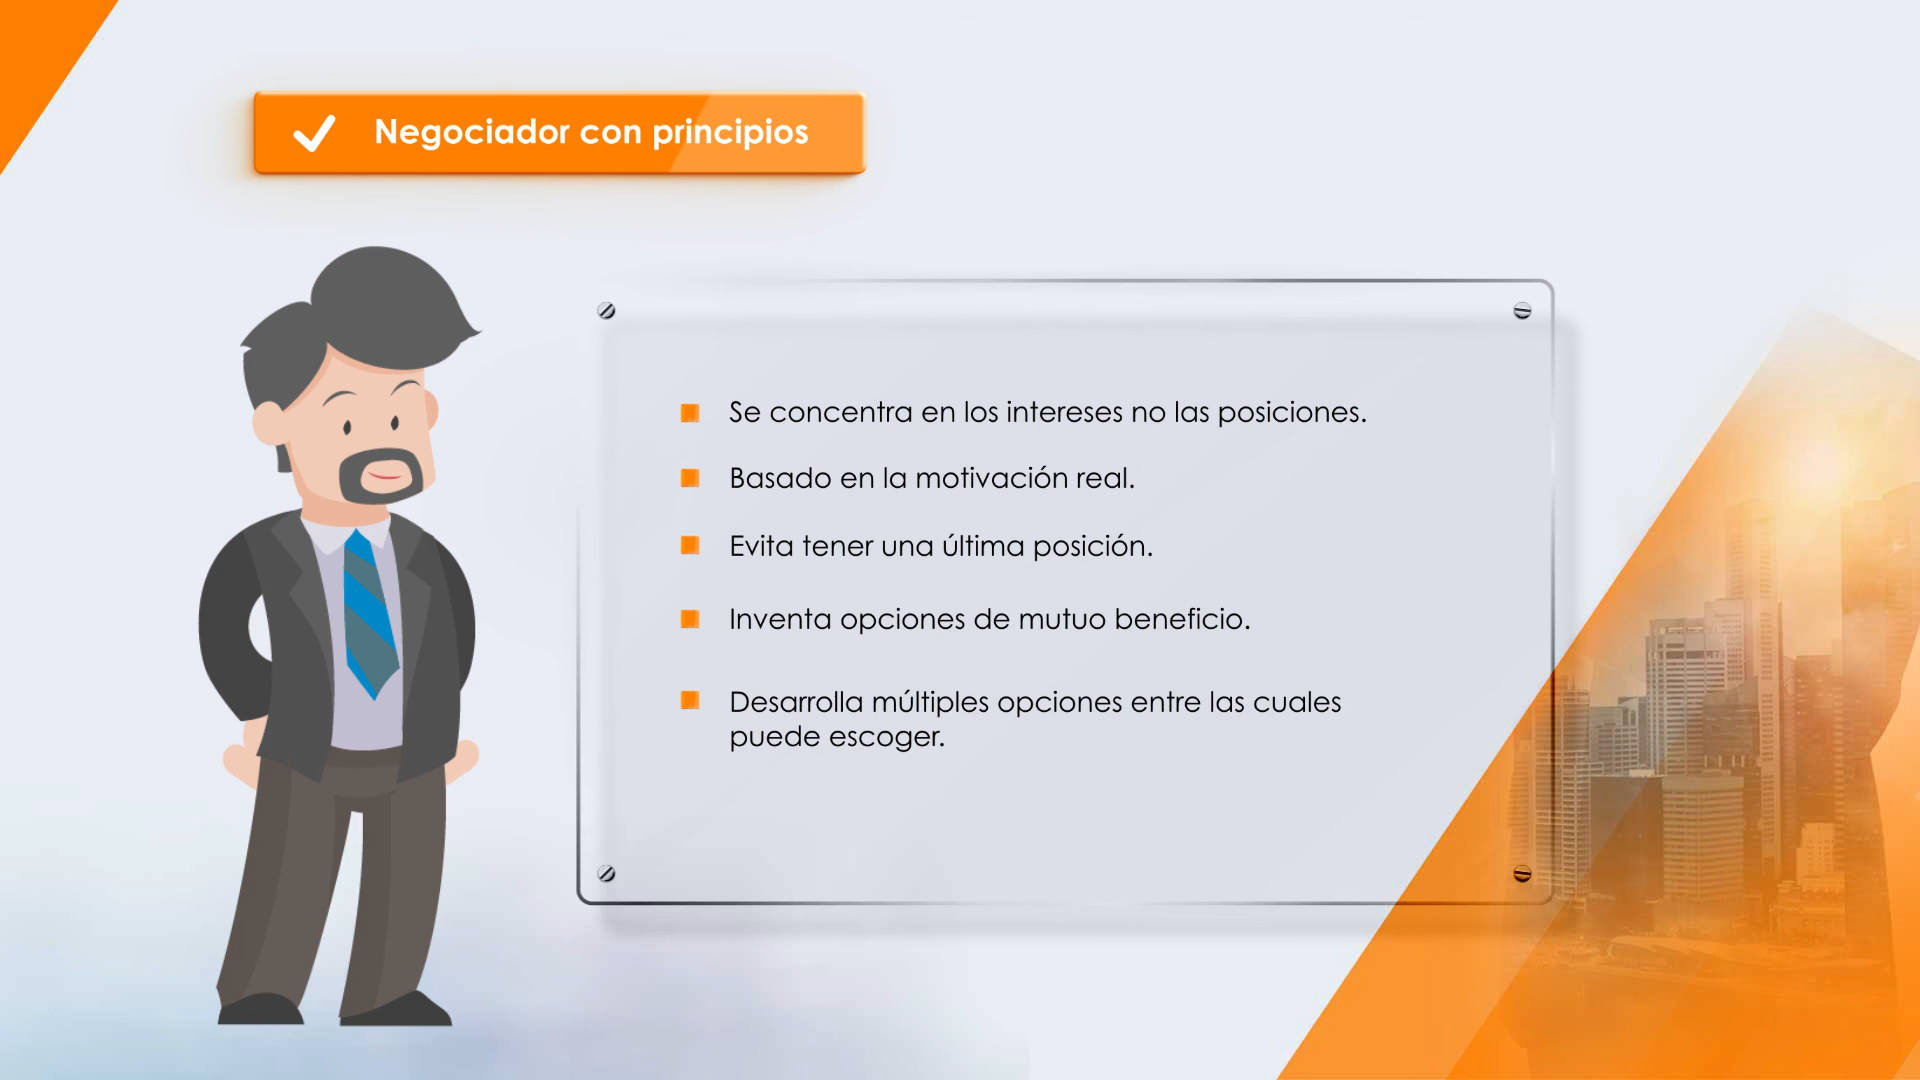 Negociador con principios
Se concentra en los intereses no las posiciones.
Basado en la motivación real.
Evita tener una última posición.
Inventa opciones de mutuo beneficio.
Desarrolla múltiples opciones entre las cuales
puede escoger.